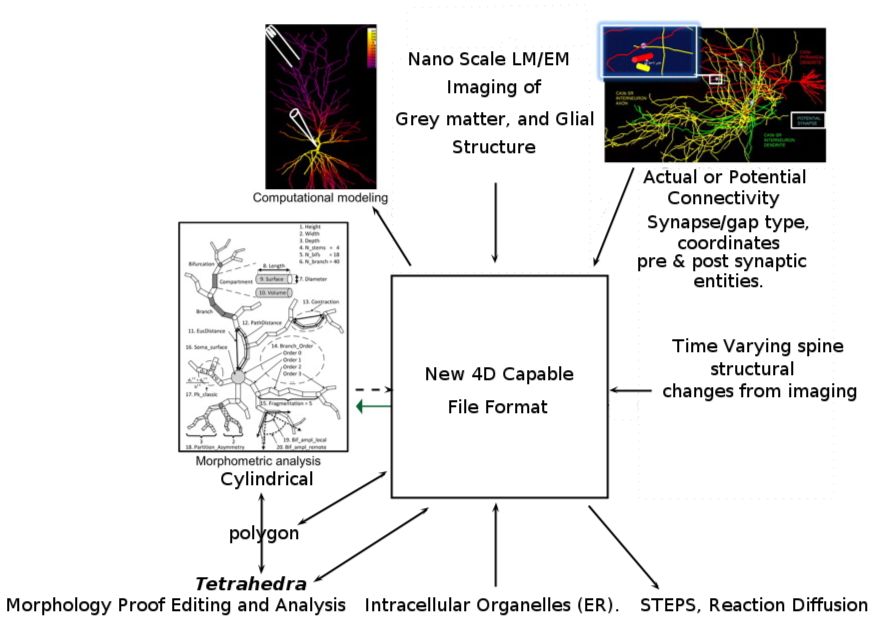 Nano Scale LM/EM
Imaging of
Grey matter, and Glial
Structure
CA3b PYRAMIDAL
DENDRITE
CA3b SR
INTERNEURON
AXON
POTENTIAL
SYNAPSE
CA3b SR
INTERNEURON
DENDRITE
Computational modeling
Actual or Potential
Connectivity
Synapse/gap type,
coordinates
pre & post synaptic
entities.
1. Height
2. Width
3. Depth
4. N_stems = 4
5. N_bifs = 18
6. N_branch = 40
Bifurcation
8. Length
Compartment
9. Surface
7. Diameter
10. Volume
Branch
13. Contraction
12. PathDistance
11. EucDistance
16. Soma_surface
14. Branch_Order
Order 0
Order 1
Order 2
Order 3
17. Pk_classic
15. Fragmentation = 5
3
2
18. Partition_Asymmetry
19. Bif_ampl_local
20. Bif_ampl_remote
Morphometric analysis
Cylindrical
New 4D Capable
File Format
Time Varying spine
structural
changes from imaging
polygon
Tetrahedra
Morphology Proof Editing and Analysis
Intracellular Organelles (ER).
STEPS, Reaction Diffusion